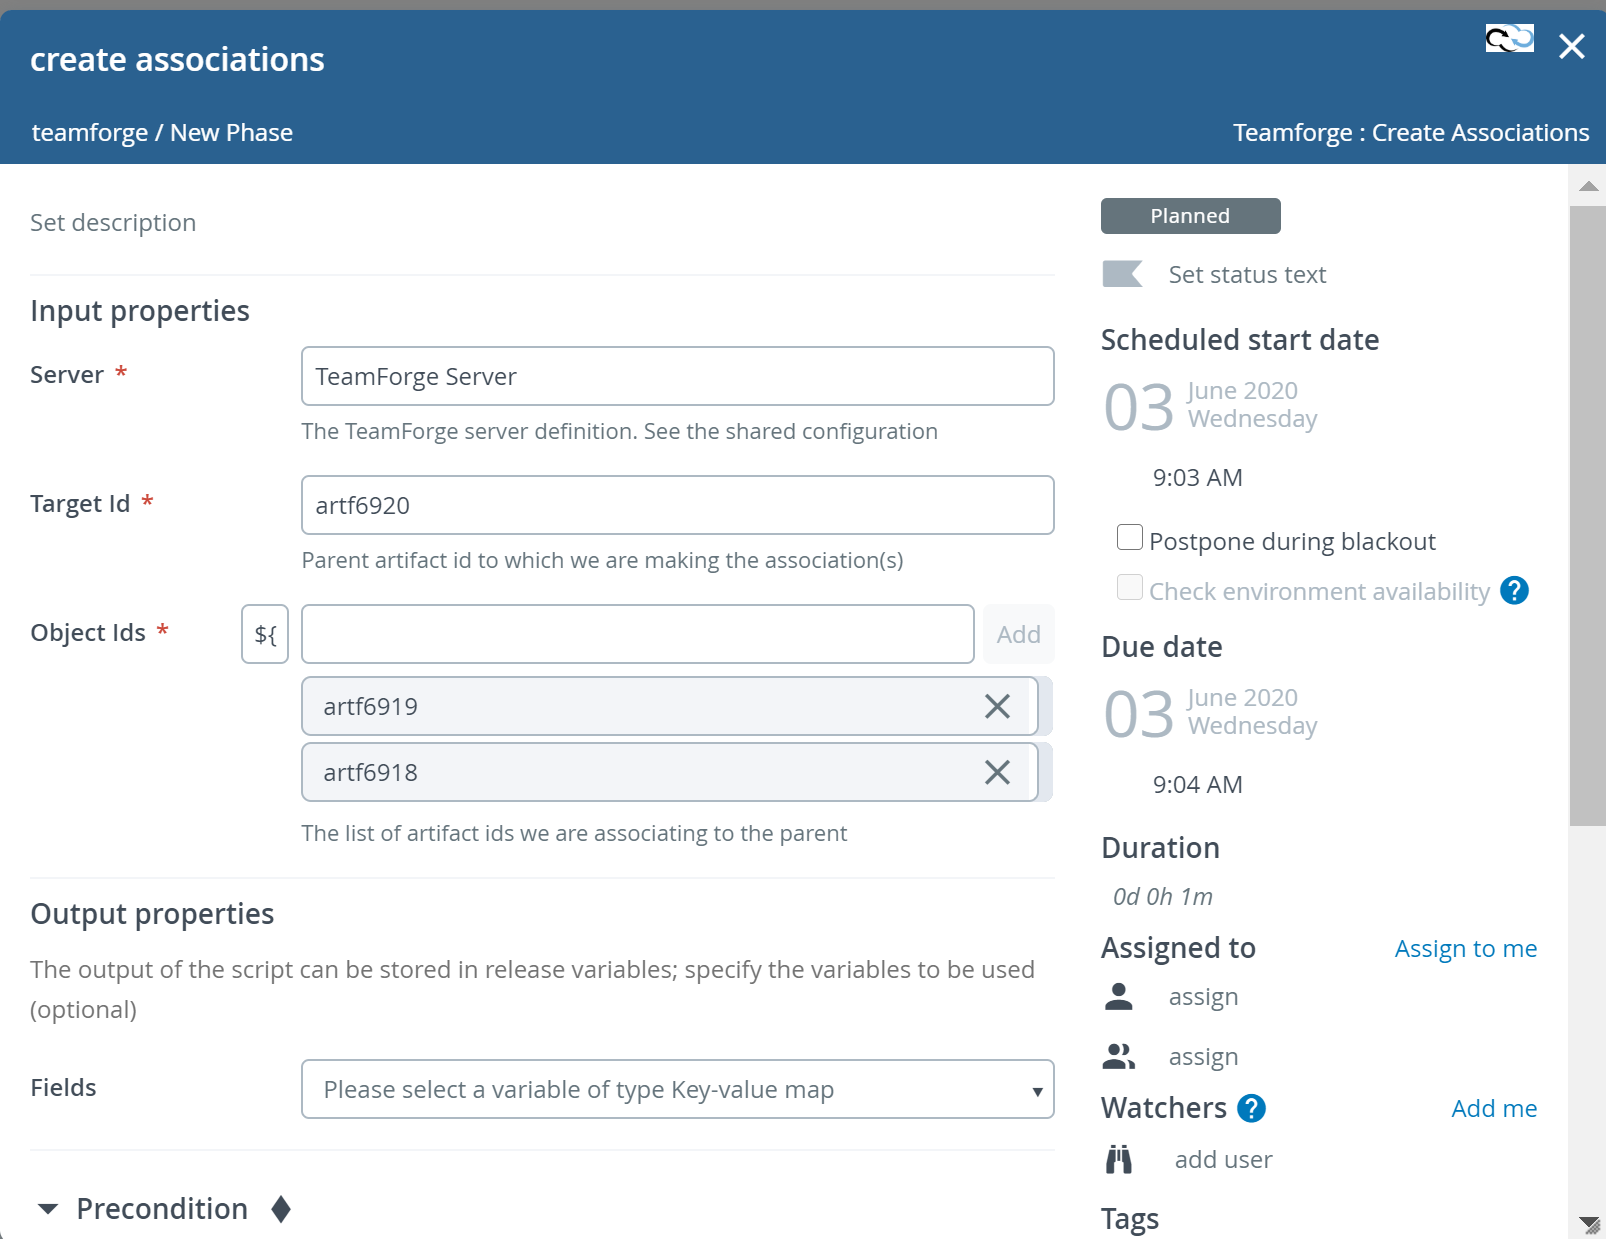 create associations
teamforge / New Phase
Teamforge : Create Associations
Set description
Input properties
Server *
TeamForge Server
The TeamForge server definition. See the shared configuration
Target Id *
artf6920
Parent artifact id to which we are making the association(s)
Object Ids *
${
Add
artf6919
artf6918
The list of artifact ids we are associating to the parent
Output properties
The output of the script can be stored in release variables; specify the variables to be used
(optional)
Fields
Please select a variable of type Key-value map
Precondition
Planned
Set status text
Scheduled start date
03
June 2020
Wednesday
9:03 AM
Postpone during blackout
Check environment availability ?
Due date
03
June 2020
Wednesday
9:04 AM
Duration
0d 0h 1m
Assigned to
Assign to me
assign
assign
Watchers ?
Add me
add user
Tags